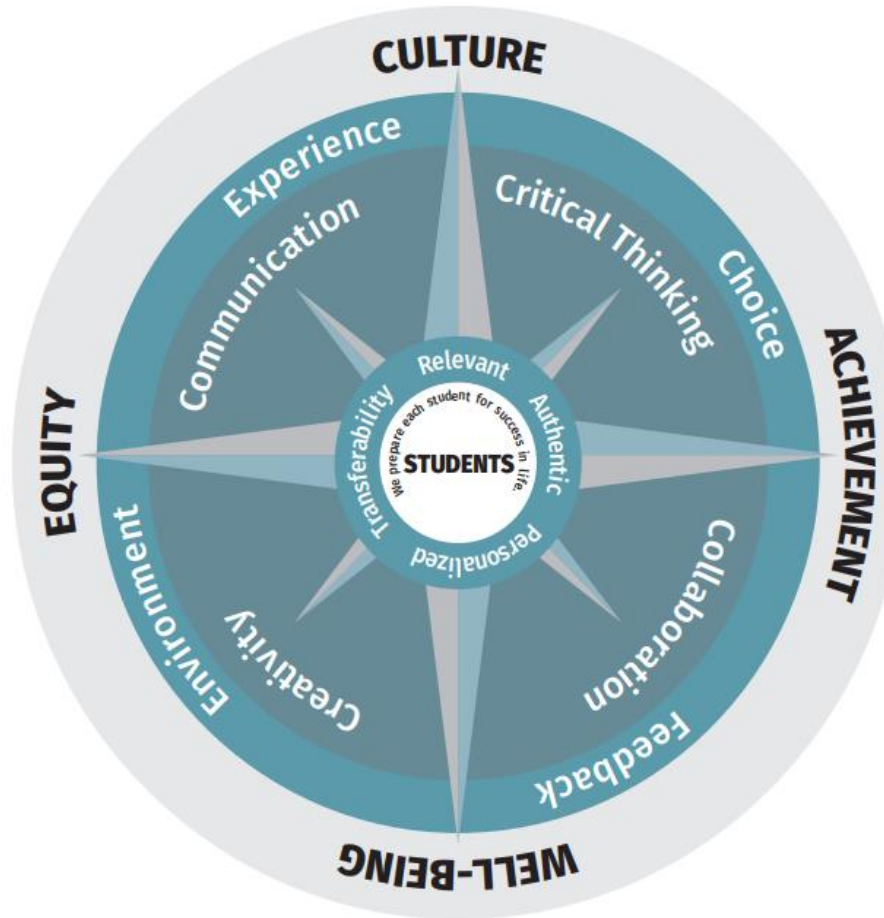 CULTURE
ACHIEVEMENT
WELL-BEING
EQUITY
Experience
Choice
Feedback
Environment
Communication
Critical Thinking
Collaboration
Creativity
Relevant
Authentic
Personalized
Transferability
We prepare each student for success in life.
STUDENTS